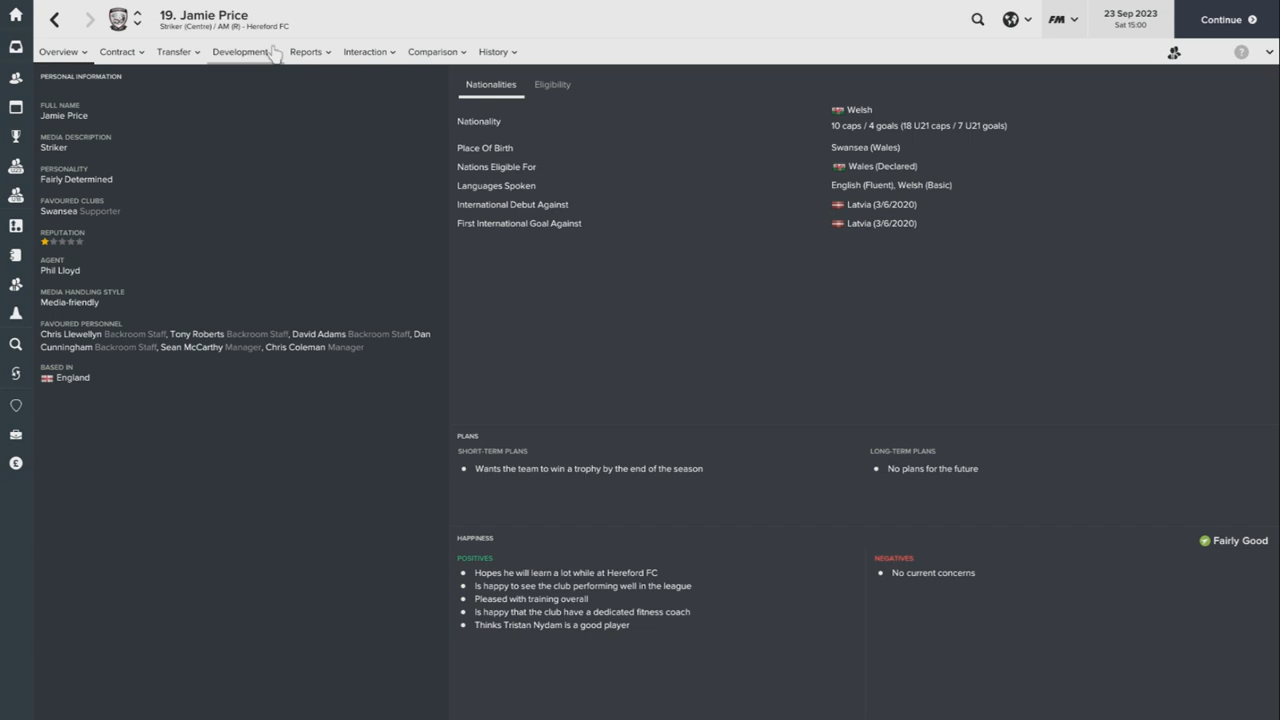 19. Jamie Price
Striker (Centre) / AM (R) - Hereford FC
FM
23 Sep 2023
Sat 15:00
Continue
Overview
Contract
Transfer
Development
Reports
Interaction
Comparison
History
?
PERSONAL INFORMATION
FULL NAME
Jamie Price
MEDIA DESCRIPTION
Striker
PERSONALITY
Fairly Determined
FAVOURED CLUBS
Swansea Supporter
REPUTATION
AGENT
Phil Lloyd
MEDIA HANDLING STYLE
Media-friendly
FAVOURED PERSONNEL
Chris Llewellyn Backroom Staff, Tony Roberts Backroom Staff, David Adams Backroom Staff, Dan
Cunningham Backroom Staff, Sean McCarthy Manager, Chris Coleman Manager
BASED IN
England
Nationalities
Eligibility
Nationality
Welsh
10 caps / 4 goals (18 U21 caps / 7 U21 goals)
Place Of Birth
Swansea (Wales)
Nations Eligible For
Wales (Declared)
Languages Spoken
English (Fluent), Welsh (Basic)
International Debut Against
Latvia (3/6/2020)
First International Goal Against
Latvia (3/6/2020)
PLANS
SHORT-TERM PLANS
Wants the team to win a trophy by the end of the season
LONG-TERM PLANS
No plans for the future
HAPPINESS
Fairly Good
POSITIVES
Hopes he will learn a lot while at Hereford FC
Is happy to see the club performing well in the league
Pleased with training overall
Is happy that the club have a dedicated fitness coach
Thinks Tristan Nydam is a good player
NEGATIVES
No current concerns